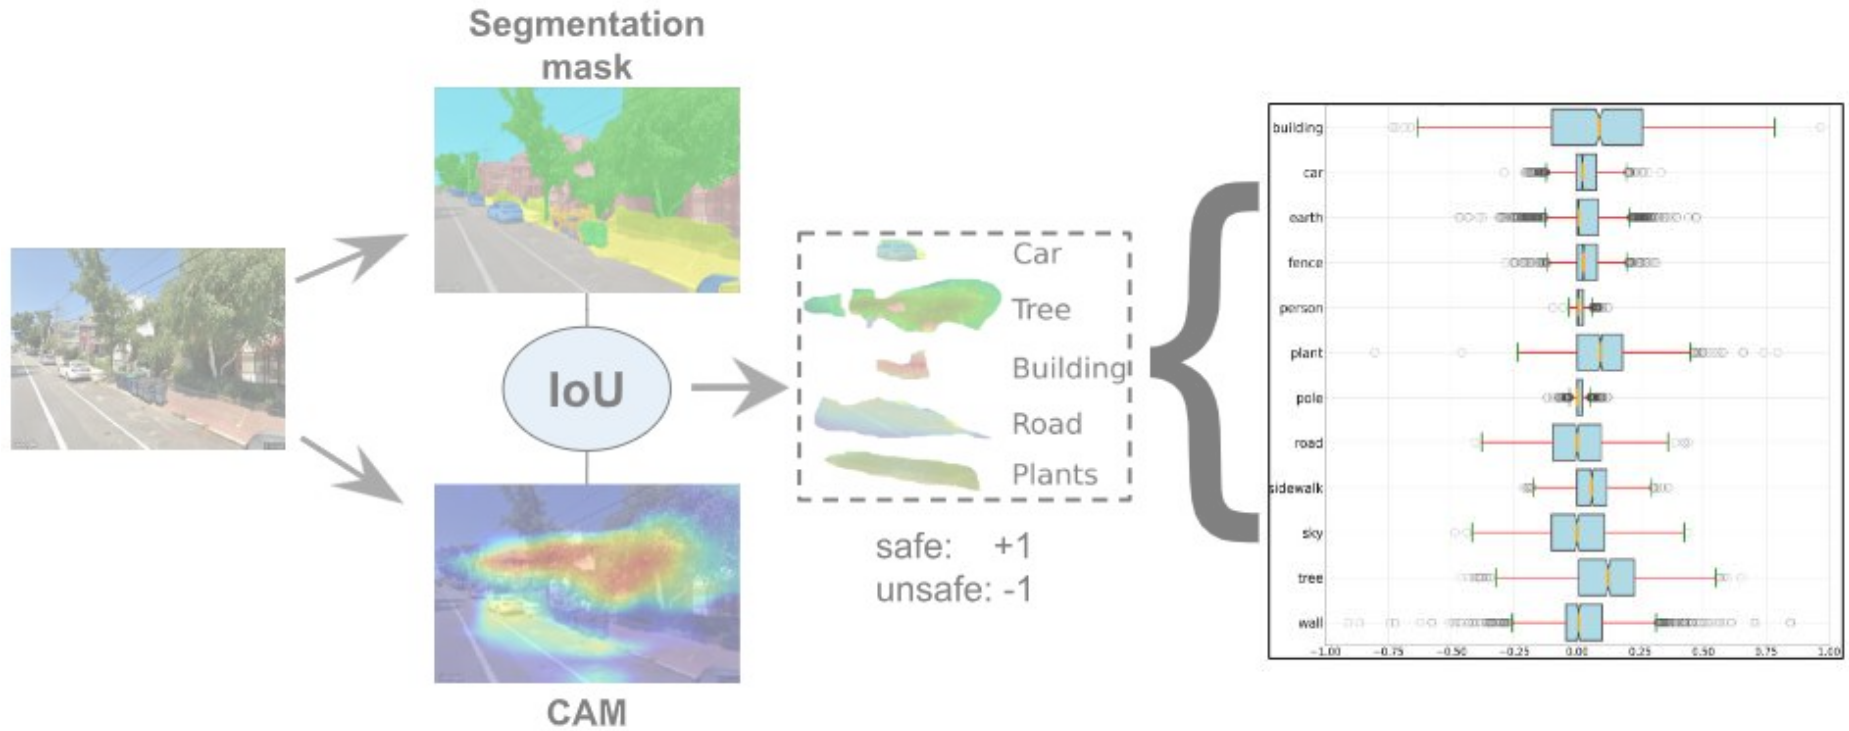 Segmentation
mask
IoU
CAM
Car
Tree
Building
Road
Plants
safe: +1
unsafe: -1
building
car
earth
fence
person
plant
pole
road
sidewalk
sky
tree
wall
-1.00 -0.75 -0.50 -0.25 0.00 0.25 0.50 0.75 1.00